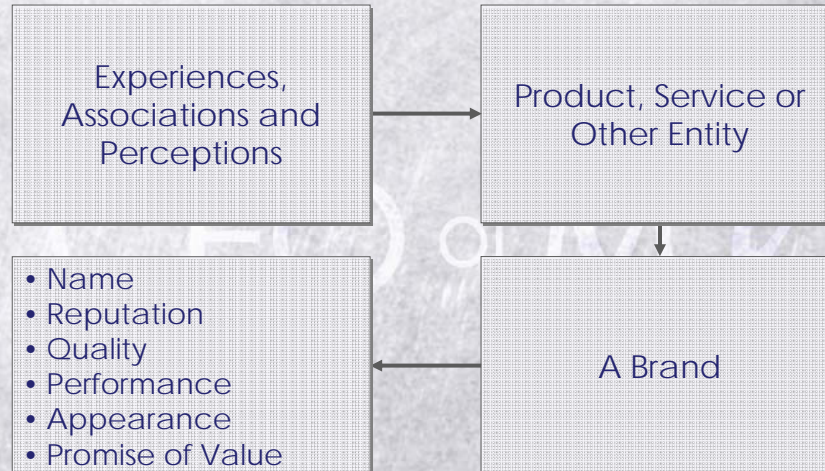 Experiences,
Associations and
Perceptions
Product, Service or
Other Entity
A Brand
• Name
• Reputation
• Quality
• Performance
• Appearance
• Promise of Value